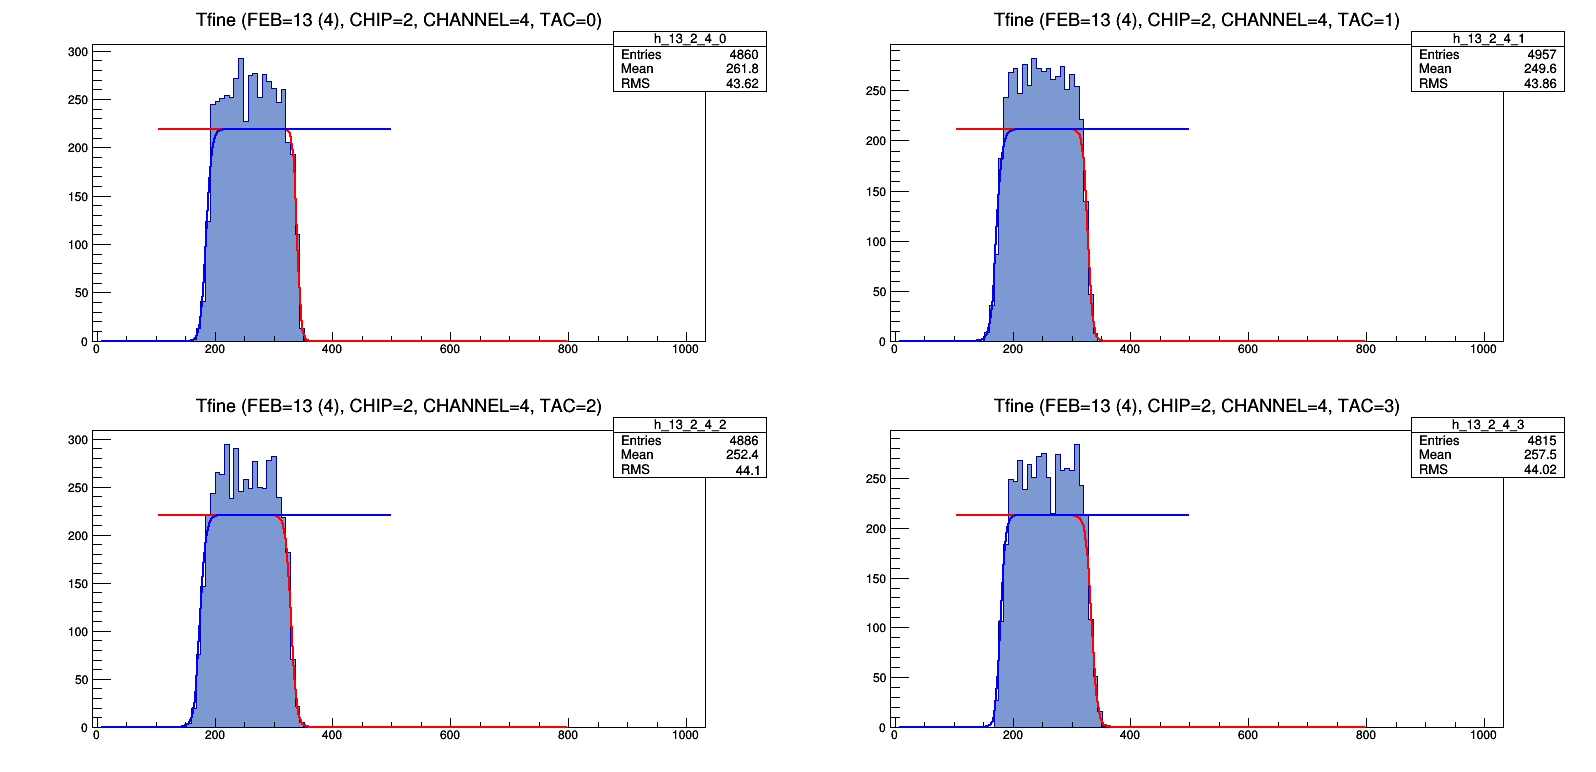 Tfine (FEB=13 (4), CHIP=2, CHANNEL=4, TAC=0)
h_13_2_4_0
Entries 4860
Mean 261.8
RMS 43.62
300
250
200
150
100
50
0
0 200 400 600 800 1000
Tfine (FEB=13 (4), CHIP=2, CHANNEL=4, TAC=1)
h_13_2_4_1
Entries 4957
Mean 249.6
RMS 43.86
250
200
150
100
50
0
0 200 400 600 800 1000
Tfine (FEB=13 (4), CHIP=2, CHANNEL=4, TAC=2)
h_13_2_4_2
Entries 4886
Mean 252.4
RMS 44.1
300
250
200
150
100
50
0
0 200 400 600 800 1000
Tfine (FEB=13 (4), CHIP=2, CHANNEL=4, TAC=3)
h_13_2_4_3
Entries 4815
Mean 257.5
RMS 44.02
250
200
150
100
50
0
0 200 400 600 800 1000